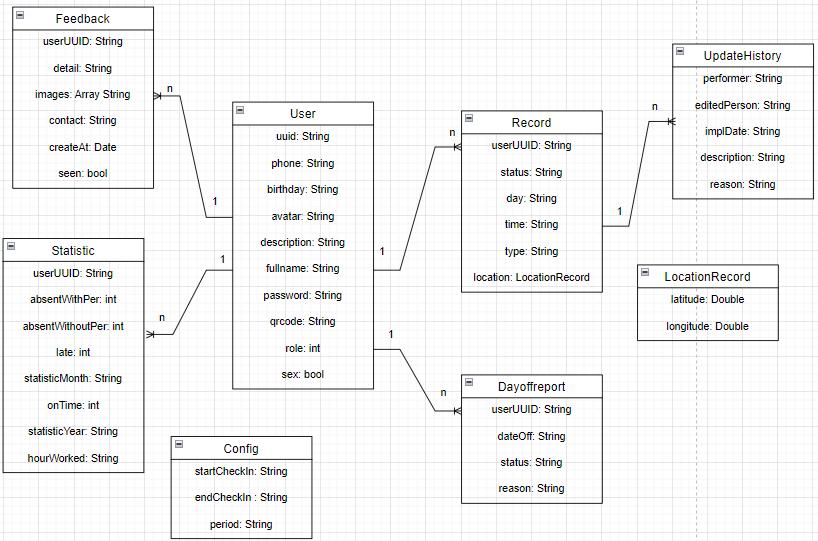 Feedback
userUUID: String
detail: String
images: Array String
contact: String
createAt: Date
seen: bool
n
1
User
uuid: String
phone: String
birthday: String
avatar: String
description: String
fullname: String
password: String
qrcode: String
role: int
sex: bool
Statistic
userUUID: String
absentWithPer: int
absentWithoutPer: int
late: int
statisticMonth: String
onTime: int
statisticYear: String
hourWorked: String
1
n
Config
startCheckIn: String
endCheckIn : String
period: String
n
1
Record
userUUID: String
status: String
day: String
time: String
type: String
location: LocationRecord
n
1
UpdateHistory
performer: String
editedPerson: String
implDate: String
description: String
reason: String
LocationRecord
latitude: Double
longitude: Double
1
n
Dayoffreport
userUUID: String
dateOff: String
status: String
reason: String